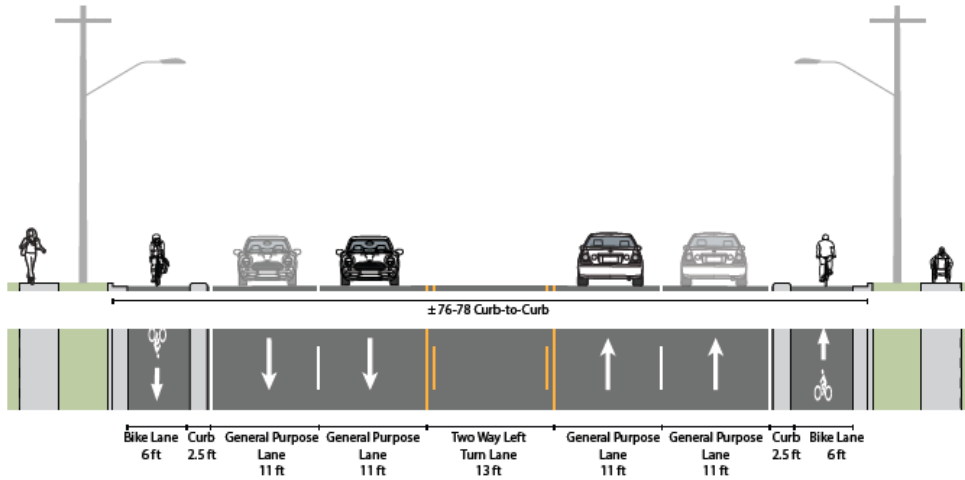 ± 76-78 Curb-to-Curb
Bike Lane
6 ft
Curb
2.5 ft
General Purpose
Lane
11 ft
General Purpose
Lane
11 ft
Two Way Left
Turn Lane
13 ft
General Purpose
Lane
11 ft
General Purpose
Lane
11 ft
Curb
2.5 ft
Bike Lane
6 ft